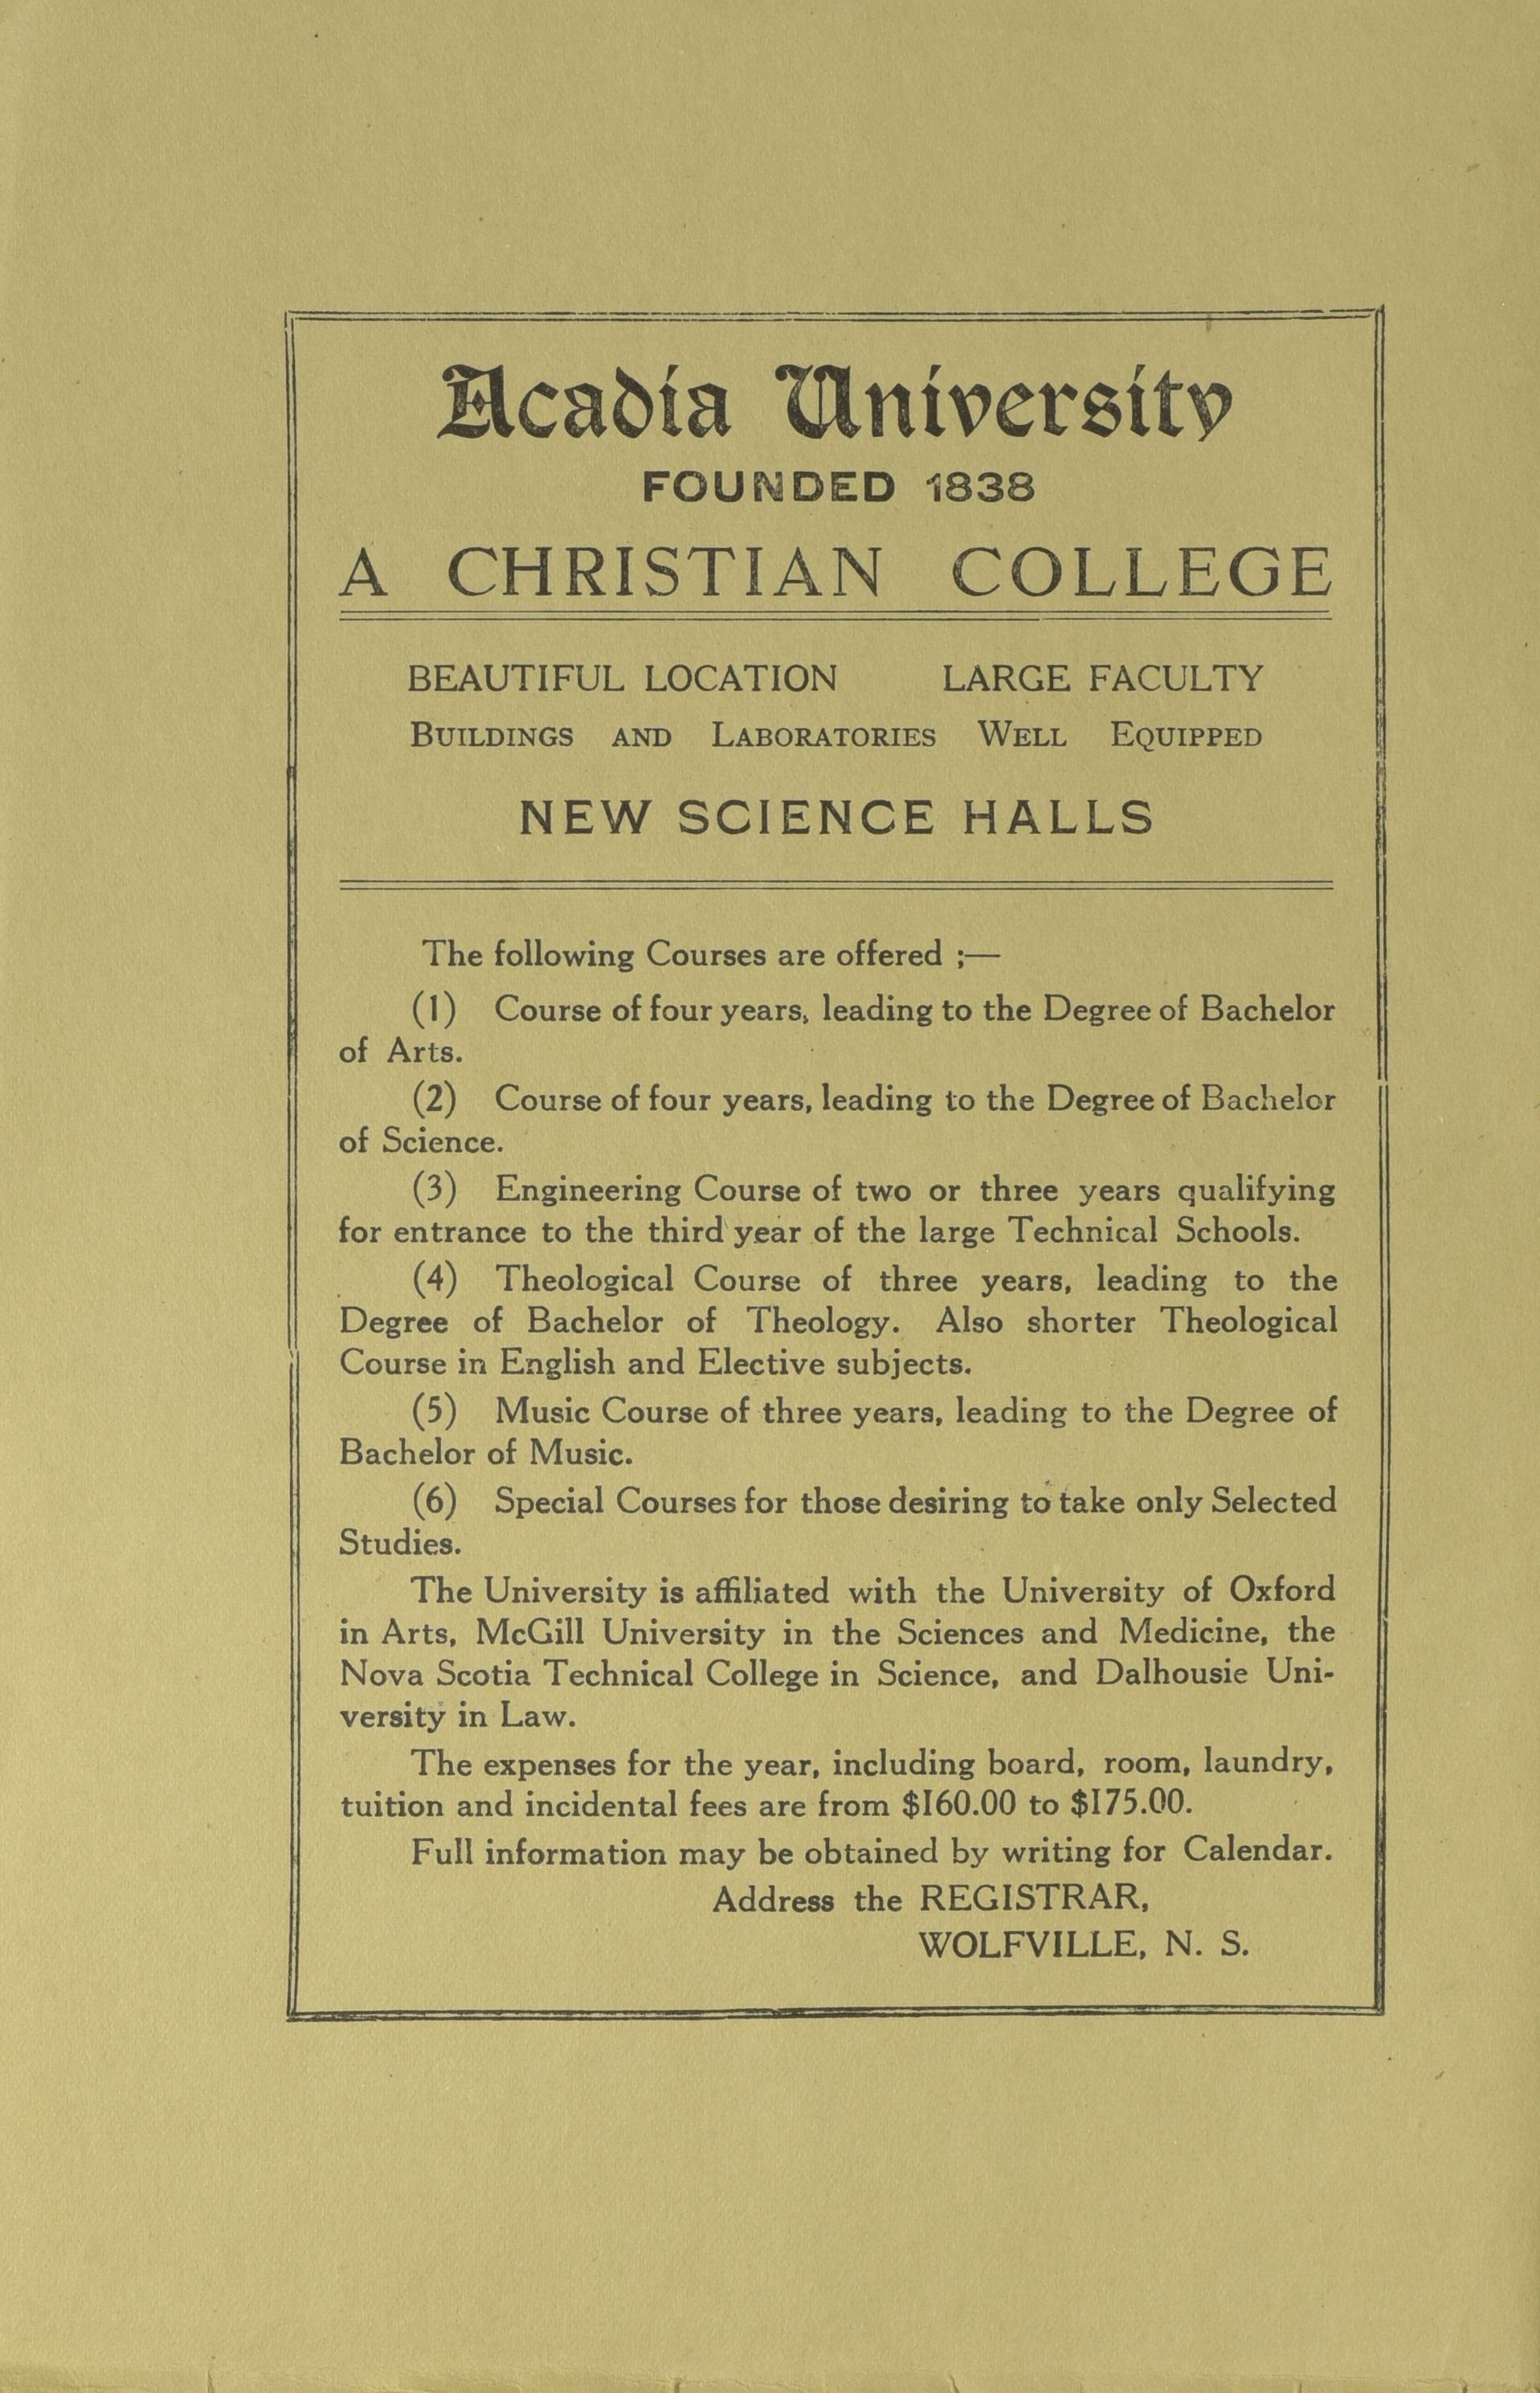 Acadia University
FOUNDED 1838
A CHRISTIAN COLLEGE
BEAUTIFUL LOCATION LARGE FACULTY
BUILDINGS AND LABORATORIES WELL EQUIPPED
NEW SCIENCE HALLS
The following Courses are offered ;—
(1) Course of four years, leading to the Degree of Bachelor
of Arts.
(2) Course of four years, leading to the Degree of Bachelor
of Science.
(3) Engineering Course of two or three years qualifying
for entrance to the third year of the large Technical Schools.
(4) Theological Course of three years, leading to the
Degree of Bachelor of Theology. Also shorter Theological
Course in English and Elective subjects.
(5) Music Course of three years, leading to the Degree of
Bachelor of Music.
(6) Special Courses for those desiring to take only Selected
Studies.
The University is affiliated with the University of Oxford
in Arts, McGill University in the Sciences and Medicine, the
Nova Scotia Technical College in Science, and Dalhousie Uni-
versity in Law.
The expenses for the year, including board, room, laundry,
tuition and incidental fees are from $160.00 to $175.00.
Full information may be obtained by writing for Calendar.
Address the REGISTRAR,
WOLFVILLE, N. S.